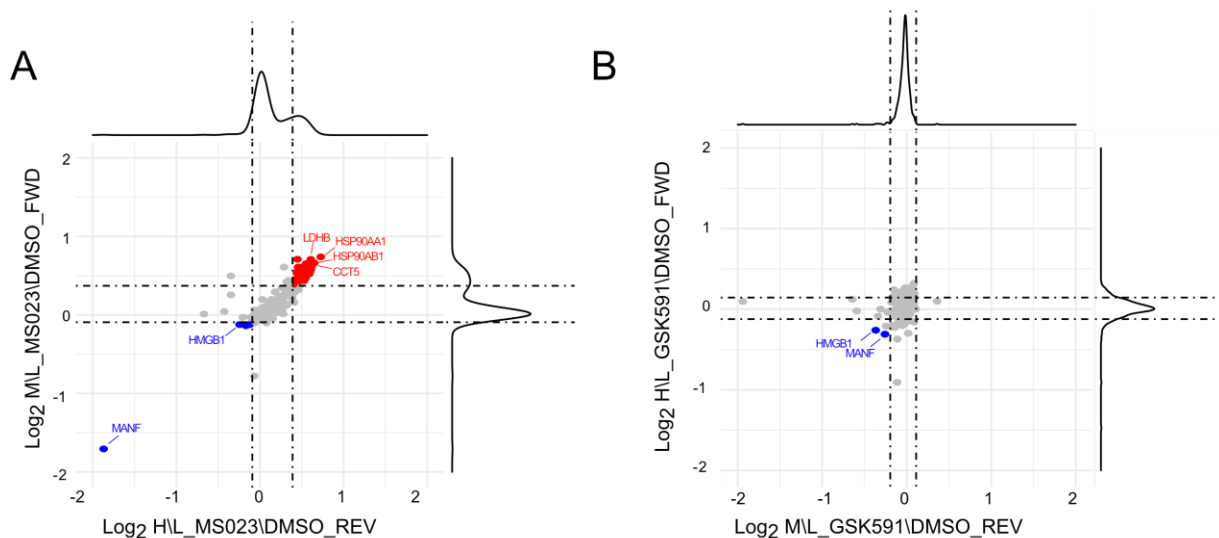 A
B
2
1
0
-1
-2
Log2 M\L_MS023\DMSO_FWD
LDHB
HSP90AA1
HSP90AB1
CCT5
HMGB1
MANF
-2
-1
0
1
2
Log2 H\L_MS023\DMSO_REV
2
1
0
-1
-2
Log2 H\L_GSK591\DMSO_FWD
HMGB1
MANF
-2
-1
0
1
2
Log2 M\L_GSK591\DMSO_REV